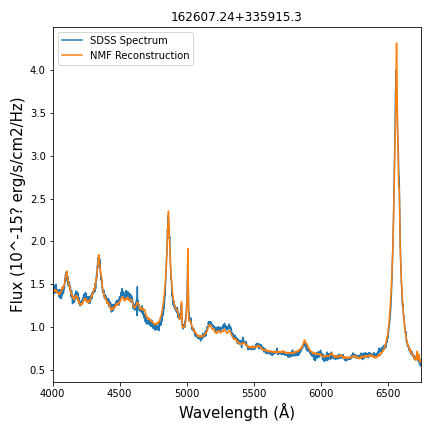 162607.24+335915.3
SDSS Spectrum
NMF Reconstruction
Flux (10^-15? erg/s/cm2/Hz)
4.0
3.5
3.0
2.5
2.0
1.5
1.0
0.5
4000 4500 5000 5500 6000 6500
Wavelength (Å)